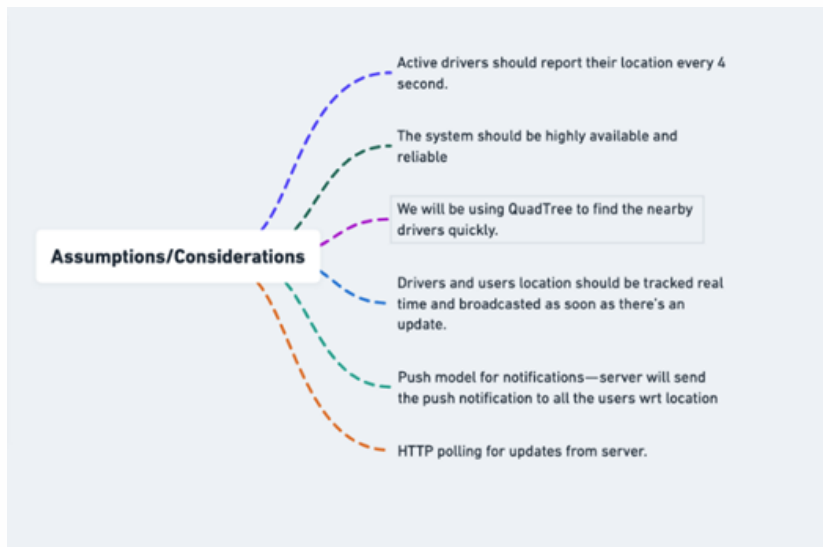 Active drivers should report their location every 4
second.
The system should be highly available and
reliable
We will be using QuadTree to find the nearby
drivers quickly.
Assumptions/Considerations
Drivers and users location should be tracked real
time and broadcasted as soon as there's an
update.
Push model for notifications—server will send
the push notification to all the users wrt location
HTTP polling for updates from server.